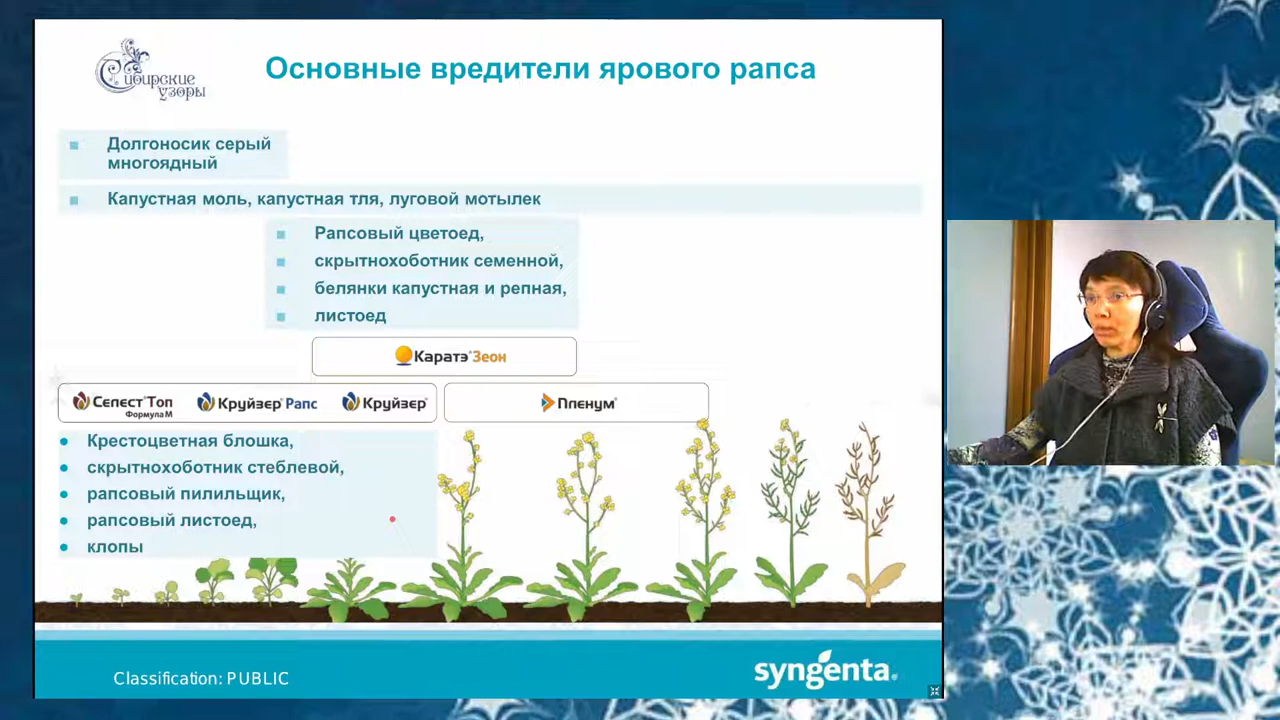 Сибирские
узоры
Основные вредители ярового рапса
Долгоносик серый
многоядный
Капустная моль, капустная тля, луговой мотылек
Рапсовый цветоед,
скрытнохоботник семенной,
белянки капустная и репная,
листоед
Каратэ® Зеон
Селест® Топ
Формула М
Круйзер® Рапс
Круйзер®
Пленум®
Крестоцветная блошка,
скрытнохоботник стеблевой,
рапсовый пилильщик,
рапсовый листоед,
клопы
Classification: PUBLIC
syngenta®